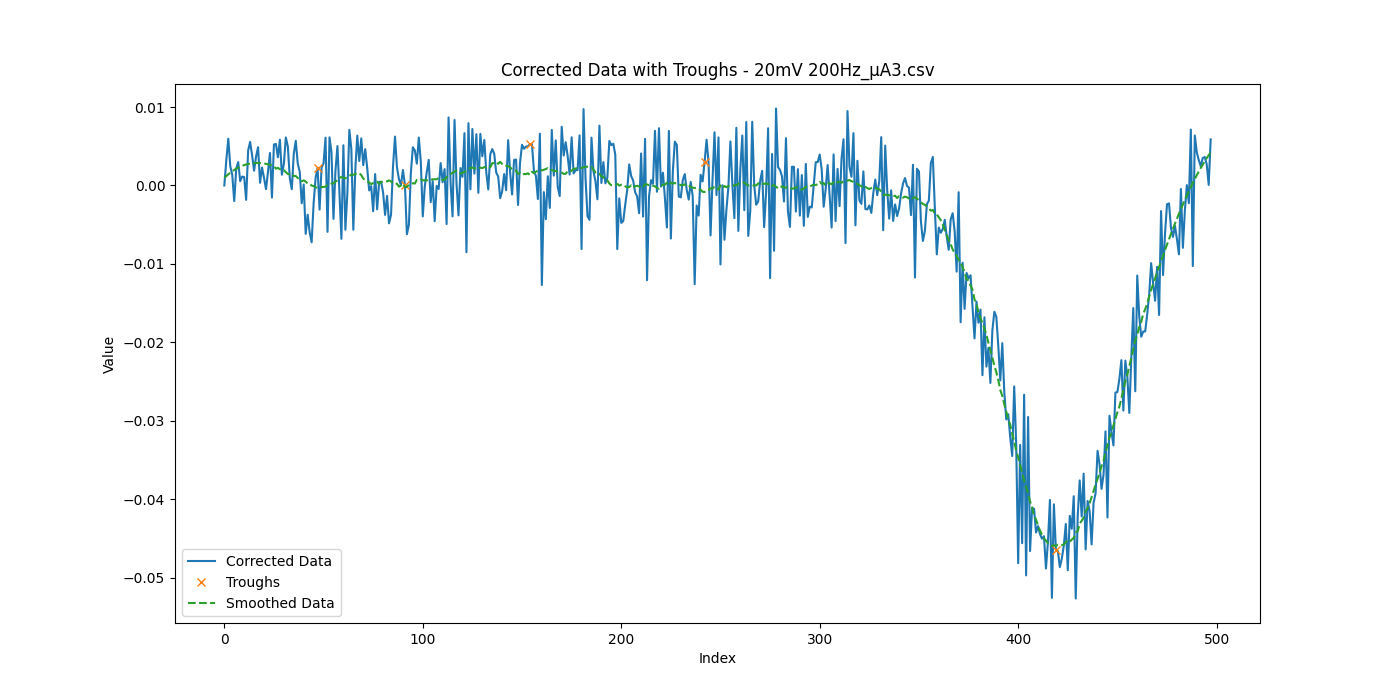 Corrected Data with Troughs - 20mV 200Hz_μA3.csv
0.01
0.00
−0.01
−0.02
−0.03
−0.04
−0.05
Value
Corrected Data
Troughs
Smoothed Data
0 100 200 300 400 500
Index